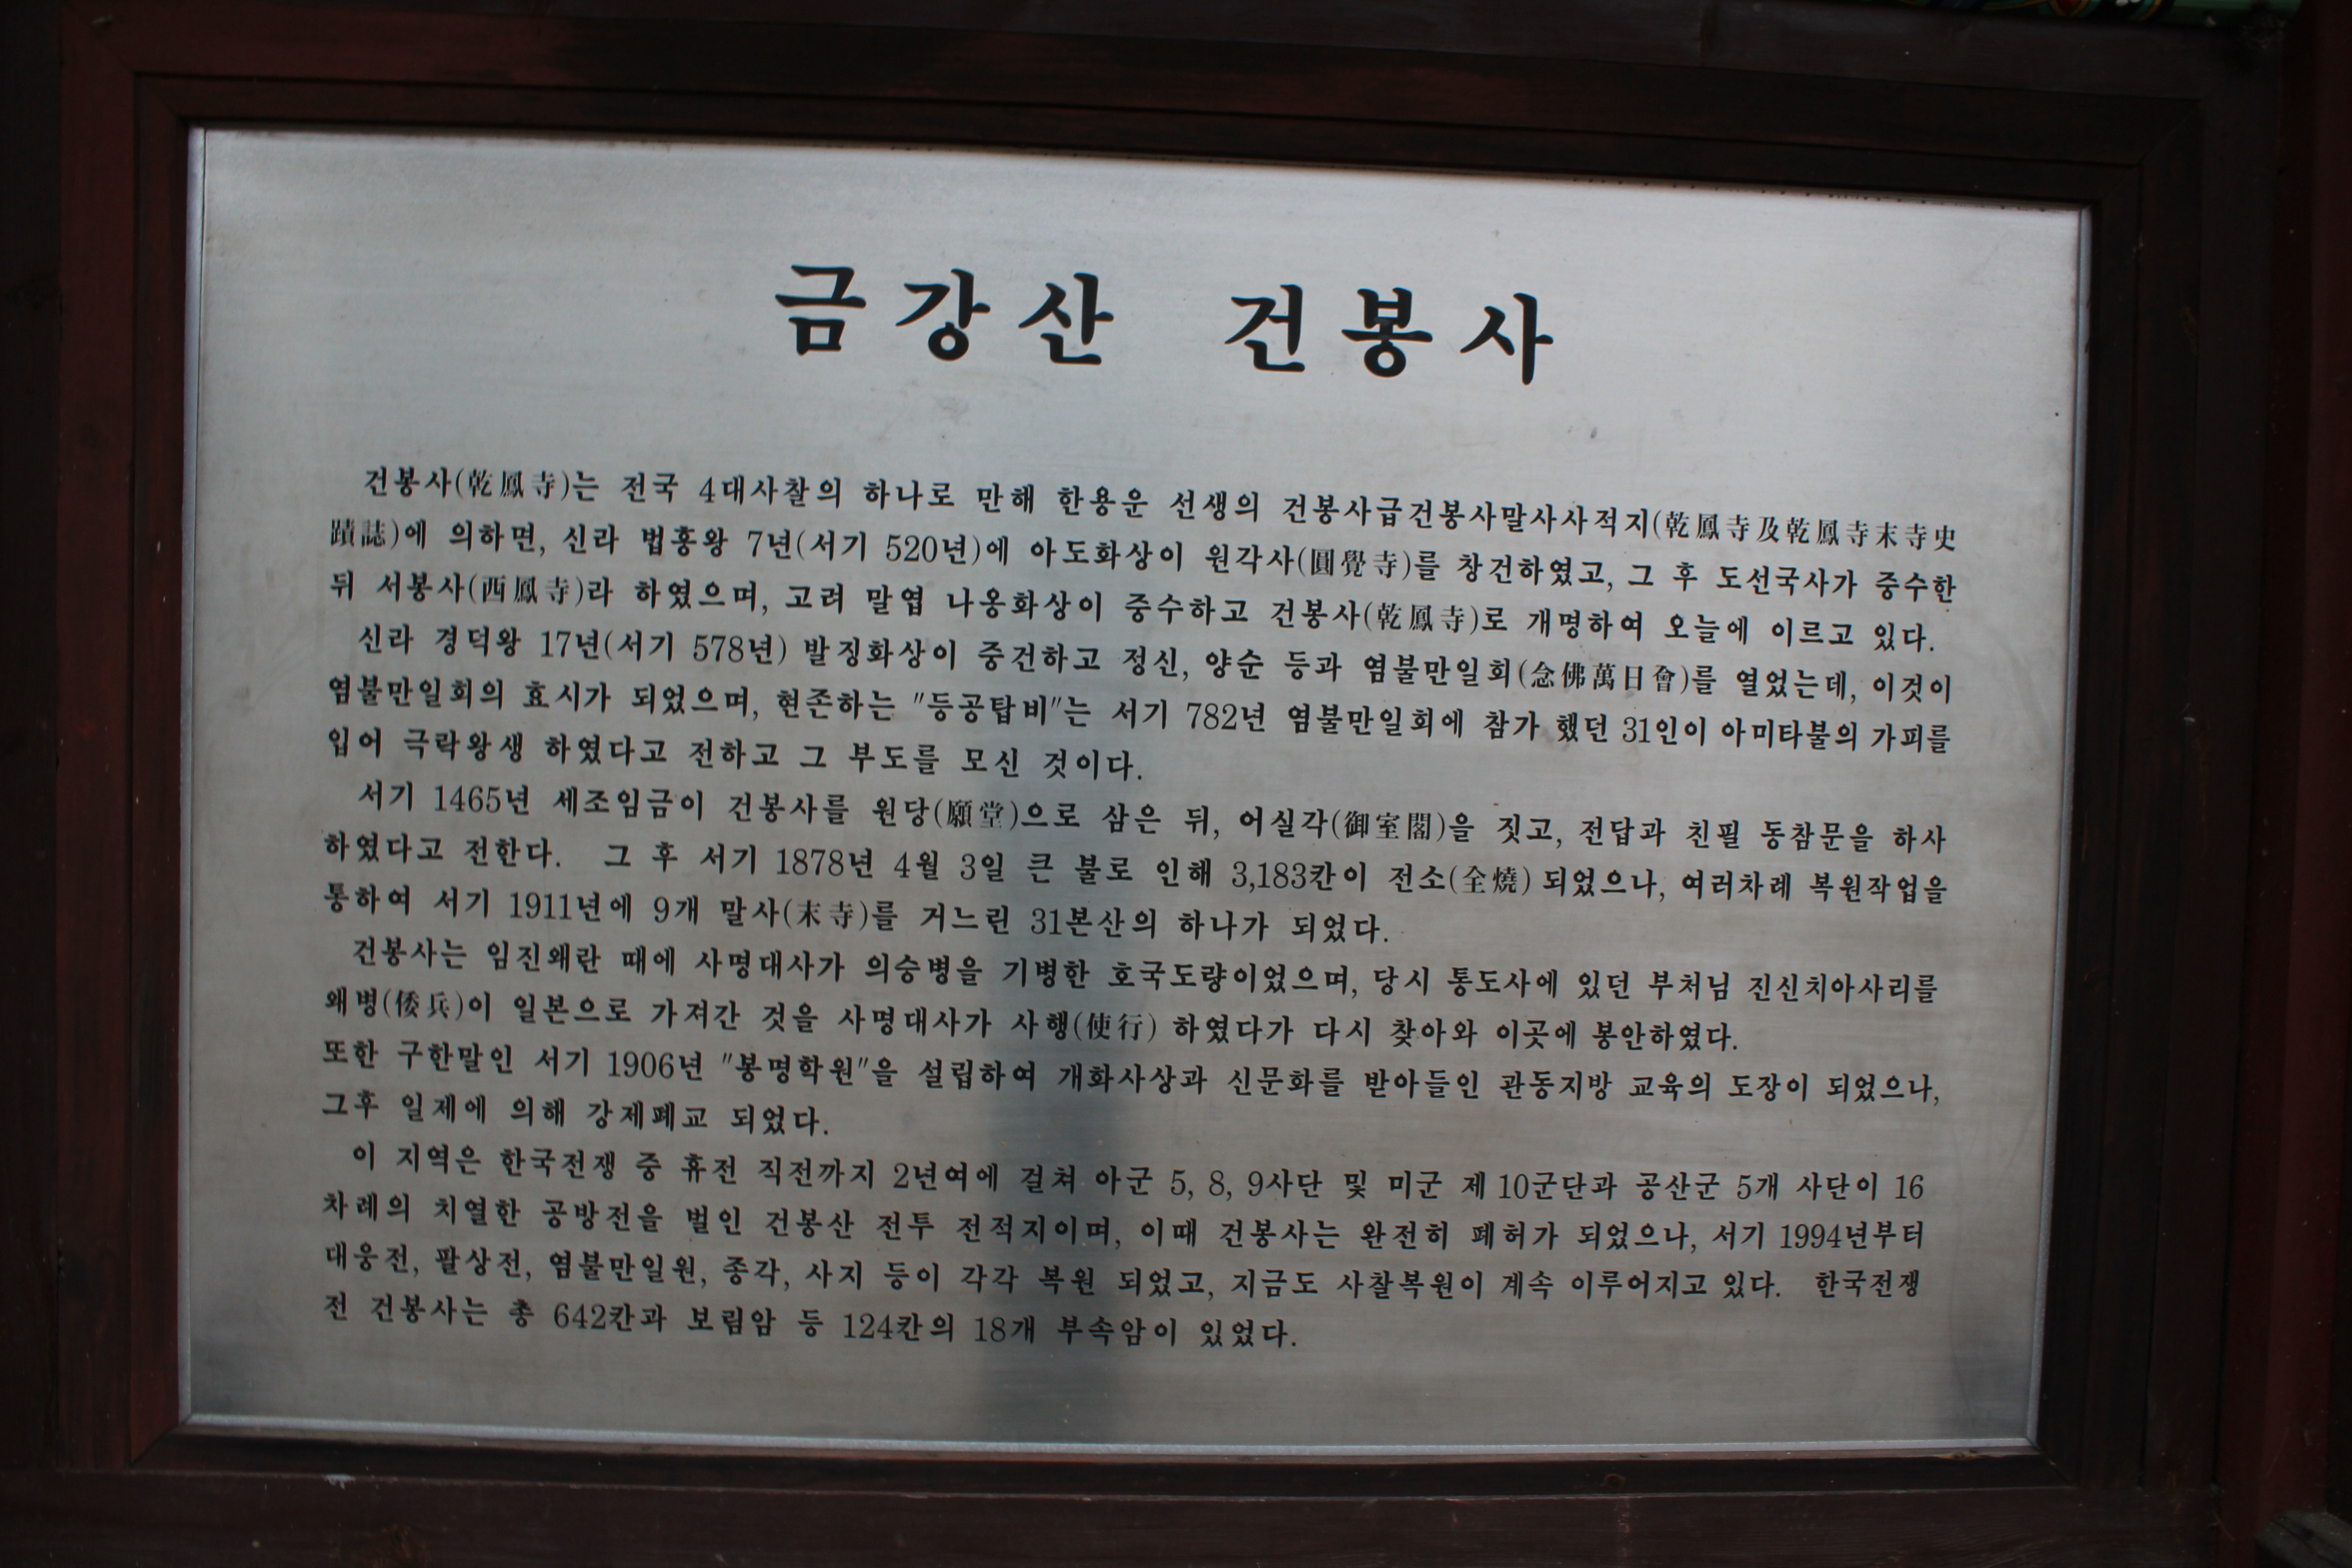 금강산 건봉사
건봉사(乾鳳寺)는 전국 4대사찰의 하나로 만해 한용운 선생의 건봉사급건봉사말사사적지(乾鳳寺及乾鳳寺末寺史
蹟誌)에 의하면, 신라 법흥왕 7년(서기 520년)에 아도화상이 원각사(圓覺寺)를 창건하였고, 그 후 도선국사가 중수한
뒤 서봉사(西鳳寺)라 하였으며, 고려 말엽 나옹화상이 중수하고 건봉사(乾鳳寺)로 개명하여 오늘에 이르고 있다.
신라 경덕왕 17년(서기 578년) 발징화상이 중건하고 정신, 양순 등과 염불만일회(念佛萬日會)를 열었는데, 이것이
염불만일회의 효시가 되었으며, 현존하는 "등공탑비"는 서기 782년 염불만일회에 참가 했던 31인이 아미타불의 가피를
입어 극락왕생 하였다고 전하고 그 부도를 모신 것이다.
서기 1465년 세조임금이 건봉사를 원당(願堂)으로 삼은 뒤, 어실각(御室閣)을 짓고, 전답과 친필 동참문을 하사
하였다고 전한다. 그 후 서기 1878년 4월 3일 큰 불로 인해 3,183칸이 전소(全燒) 되었으나, 여러차례 복원작업을
통하여 서기 1911년에 9개 말사(末寺)를 거느린 31본산의 하나가 되었다.
건봉사는 임진왜란 때에 사명대사가 의승병을 기병한 호국도량이었으며, 당시 통도사에 있던 부처님 진신치아사리를
왜병(倭兵)이 일본으로 가져간 것을 사명대사가 사행(使行) 하였다가 다시 찾아와 이곳에 봉안하였다.
또한 구한말인 서기 1906년 "봉명학원"을 설립하여 개화사상과 신문화를 받아들인 관동지방 교육의 도장이 되었으나,
그후 일제에 의해 강제폐교 되었다.
이 지역은 한국전쟁 중 휴전 직전까지 2년여에 걸쳐 아군 5, 8, 9사단 및 미군 제10군단과 공산군 5개 사단이 16
차례의 치열한 공방전을 벌인 건봉산 전투 전적지이며, 이때 건봉사는 완전히 폐허가 되었으나, 서기 1994년부터
대웅전, 팔상전, 염불만일원, 종각, 사지 등이 각각 복원 되었고, 지금도 사찰복원이 계속 이루어지고 있다. 한국전쟁
전 건봉사는 총 642칸과 보림암 등 124칸의 18개 부속암이 있었다.